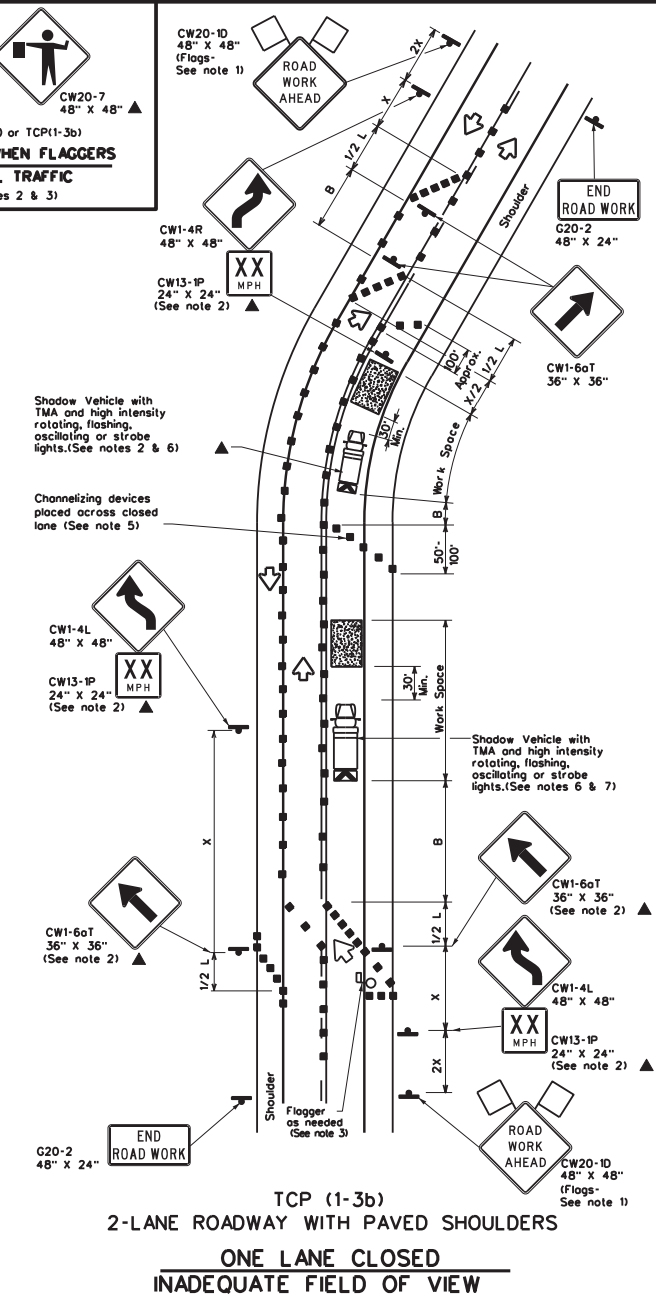 CW20-7
48" X 48" ▲
) or TCP(1-3b)
WHEN FLAGGERS
TRAFFIC
es 2 & 3)
CW20-1D
48" X 48"
(Flags-
See note 1)
ROAD
WORK
AHEAD
2X
X
1/2 L
B
CW1-4R
48" X 48"
XX
MPH
CW13-1P
24" X 24"
(See note 2) ▲
Shoulder
END
ROAD WORK
G20-2
48" X 24"
CW1-6aT
36" X 36"
100'
Approx.
1/2 L
X/2
30'
Min.
Work Space
B
50'-
100'
Shadow Vehicle with
TMA and high intensity
rotating, flashing,
oscillating or strobe
lights.(See notes 2 & 6) ▲
Channelizing devices
placed across closed
lane (See note 5)
CW1-4L
48" X 48"
XX
MPH
CW13-1P
24" X 24"
(See note 2) ▲
30'
Min.
Work Space
Shadow Vehicle with
TMA and high intensity
rotating, flashing,
oscillating or strobe
lights.(See notes 6 & 7)
X
B
CW1-6aT
36" X 36"
(See note 2) ▲
1/2 L
CW1-6aT
36" X 36"
(See note 2) ▲
1/2 L
X
CW1-4L
48" X 48"
XX
MPH
CW13-1P
24" X 24"
(See note 2) ▲
2X
Shoulder
Flagger
as needed
(See note 3)
END
ROAD WORK
G20-2
48" X 24"
ROAD
WORK
AHEAD
CW20-1D
48" X 48"
(Flags-
See note 1)
TCP (1-3b)
2-LANE ROADWAY WITH PAVED SHOULDERS
ONE LANE CLOSED
INADEQUATE FIELD OF VIEW